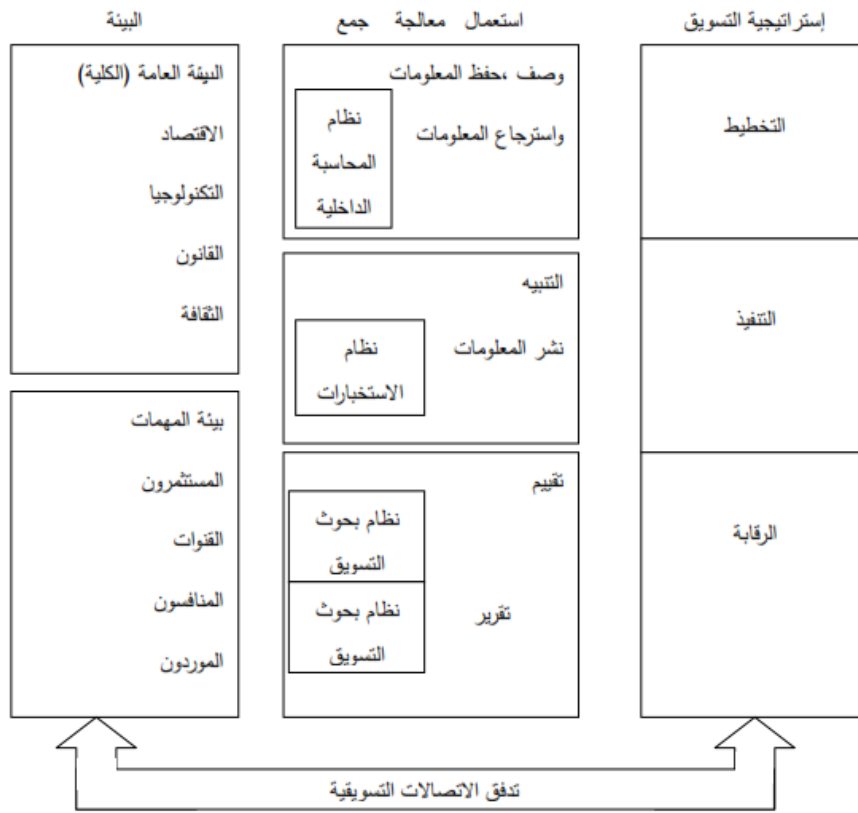 إستراتيجية التسويق
التخطيط
التنفيذ
الرقابة
استعمال معالجة جمع
وصف ،حفظ المعلومات
واسترجاع المعلومات
نظام
المحاسبة
الداخلية
التنبيه
نشر المعلومات
نظام
الاستخبارات
تقييم
تقرير
نظام بحوث
التسويق
نظام بحوث
التسويق
البيئة
البيئة العامة (الكلية)
الاقتصاد
التكنولوجيا
القانون
الثقافة
بيئة المهمات
المستثمرون
القنوات
المنافسون
الموردون
تدفق الاتصالات التسويقية